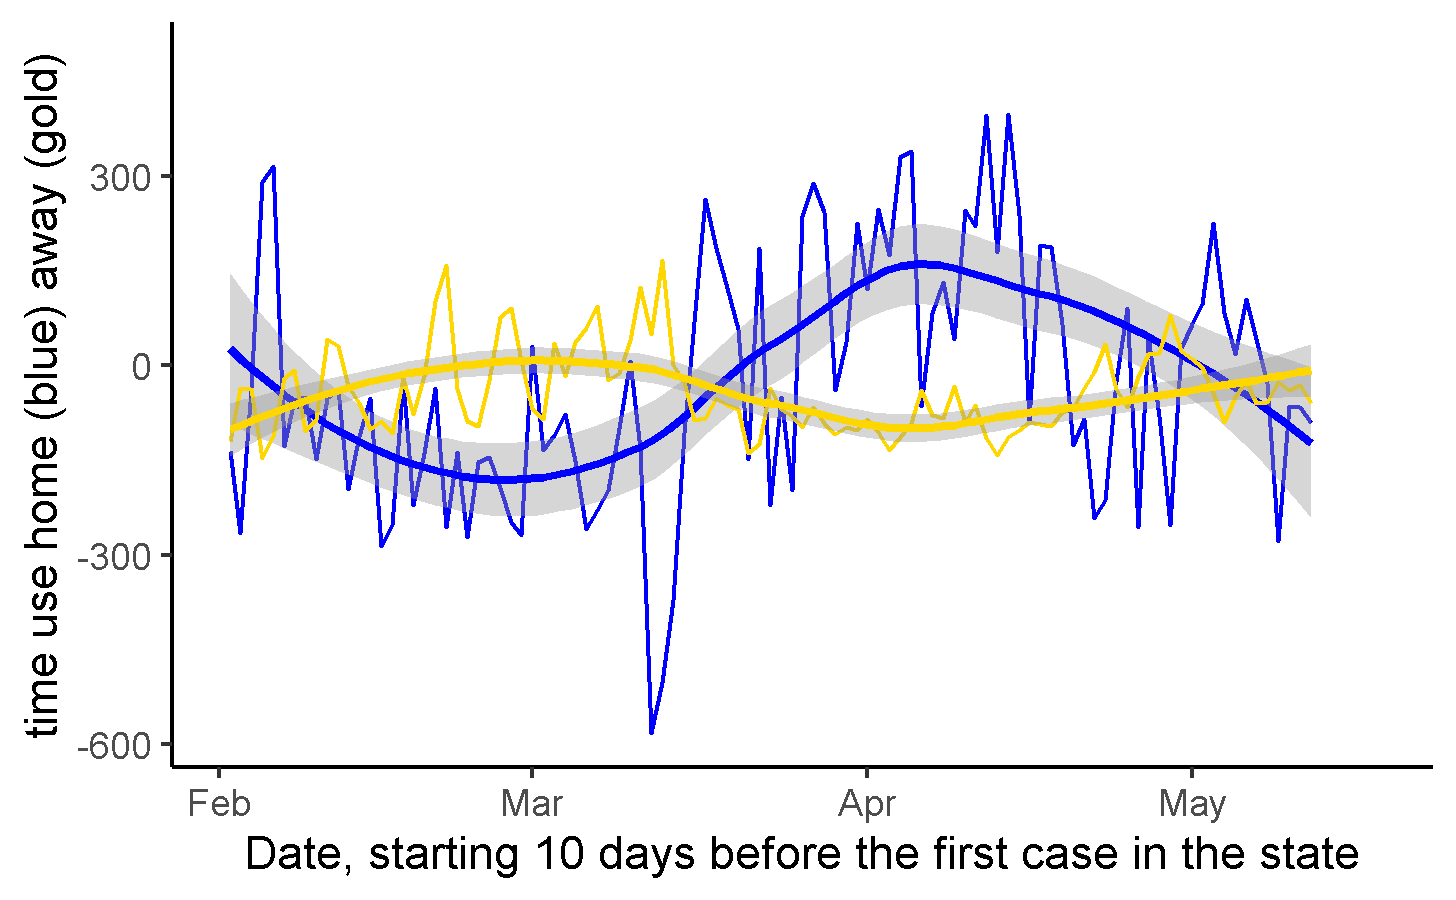 time use home (blue) away (gold)
300
0
-300
-600
Feb
Mar
Apr
May
Date, starting 10 days before the first case in the state